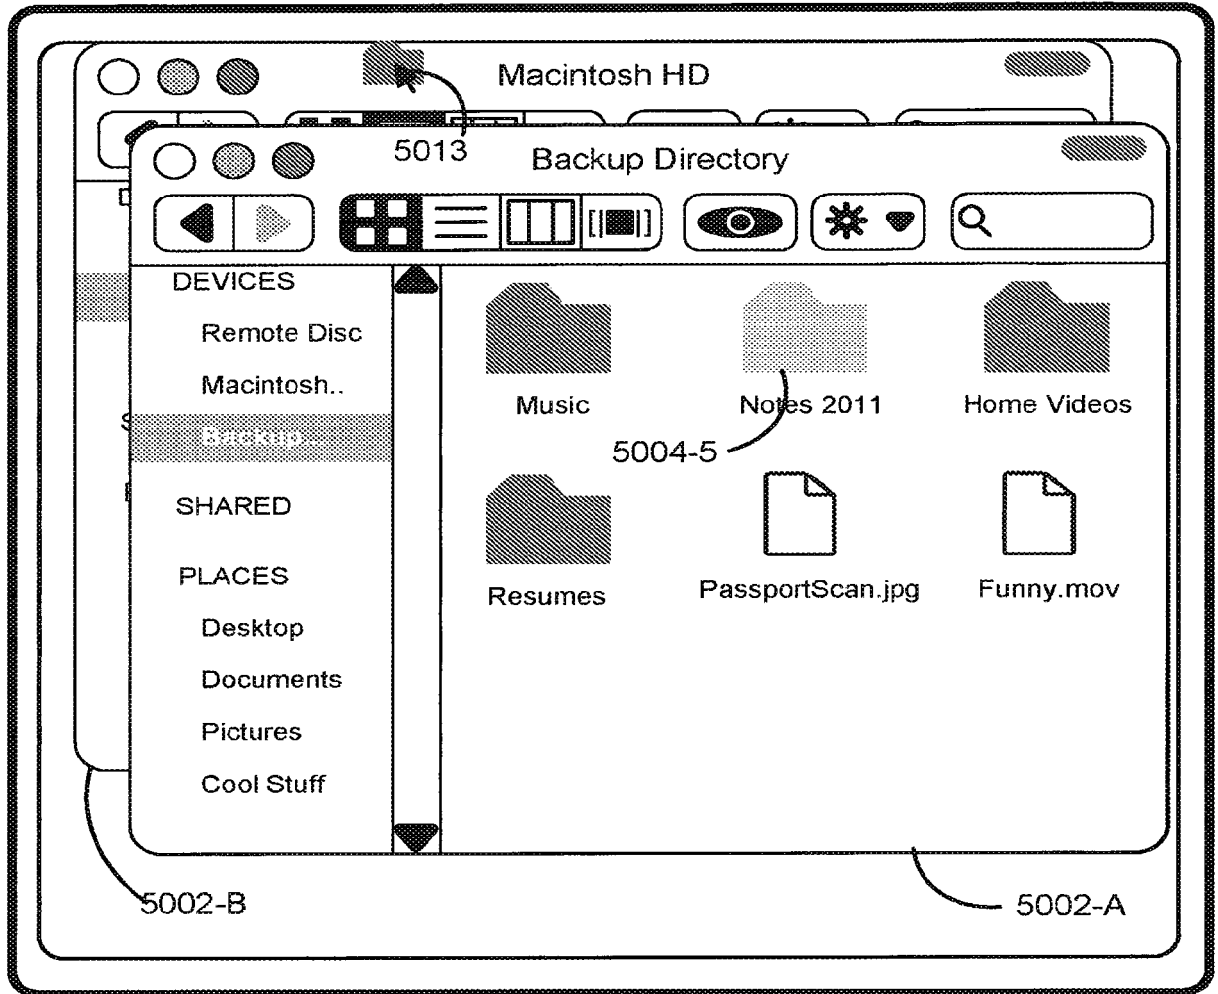 Macintosh HD
5013
Backup Directory
DEVICES
Remote Disc
Macintosh..
Backup..
SHARED
PLACES
Desktop
Documents
Pictures
Cool Stuff
Music
Notes 2011
Home Videos
5004-5
Resumes
PassportScan.jpg
Funny.mov
5002-B
5002-A